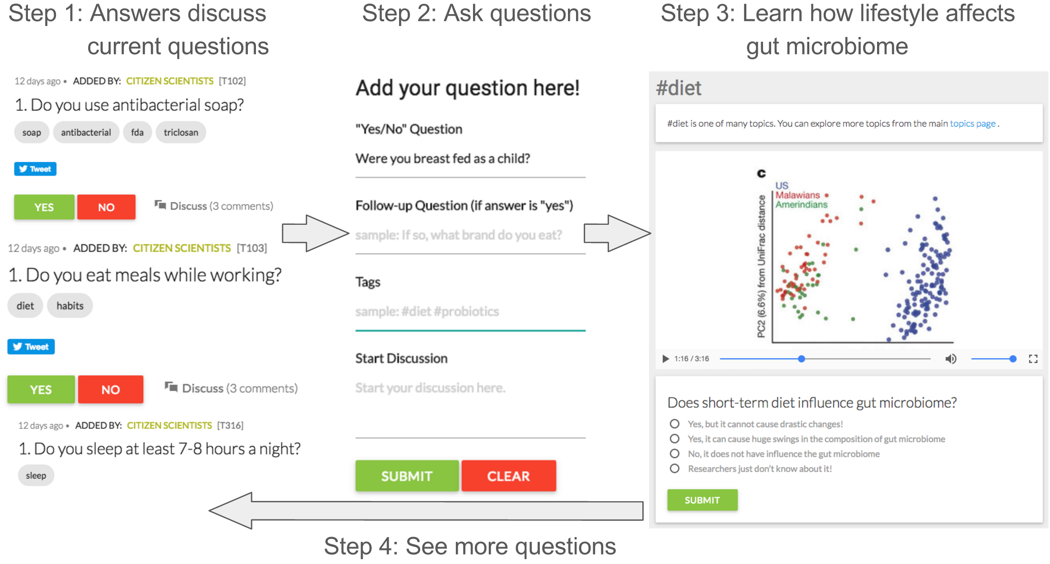 Step 1: Answers discuss
current questions
12 days ago • ADDED BY: CITIZEN SCIENTISTS [T102]
1. Do you use antibacterial soap?
soap antibacterial fda triclosan
Tweet
YES NO Discuss (3 comments)
12 days ago • ADDED BY: CITIZEN SCIENTISTS [T103]
1. Do you eat meals while working?
diet habits
Tweet
YES NO Discuss (3 comments)
12 days ago • ADDED BY: CITIZEN SCIENTISTS [T316]
1. Do you sleep at least 7-8 hours a night?
sleep
Step 2: Ask questions
Add your question here!
"Yes/No" Question
Were you breast fed as a child?
Follow-up Question (if answer is "yes")
sample: If so, what brand do you eat?
Tags
sample: #diet #probiotics
Start Discussion
Start your discussion here.
SUBMIT CLEAR
Step 3: Learn how lifestyle affects
gut microbiome
#diet
#diet is one of many topics. You can explore more topics from the main topics page .
c
US
Malawians
Amerindians
PC2 (6.6%) from UniFrac distance
1:16 / 3:16
Does short-term diet influence gut microbiome?
Yes, but it cannot cause drastic changes!
Yes, it can cause huge swings in the composition of gut microbiome
No, it does not have influence the gut microbiome
Researchers just don't know about it!
SUBMIT
Step 4: See more questions